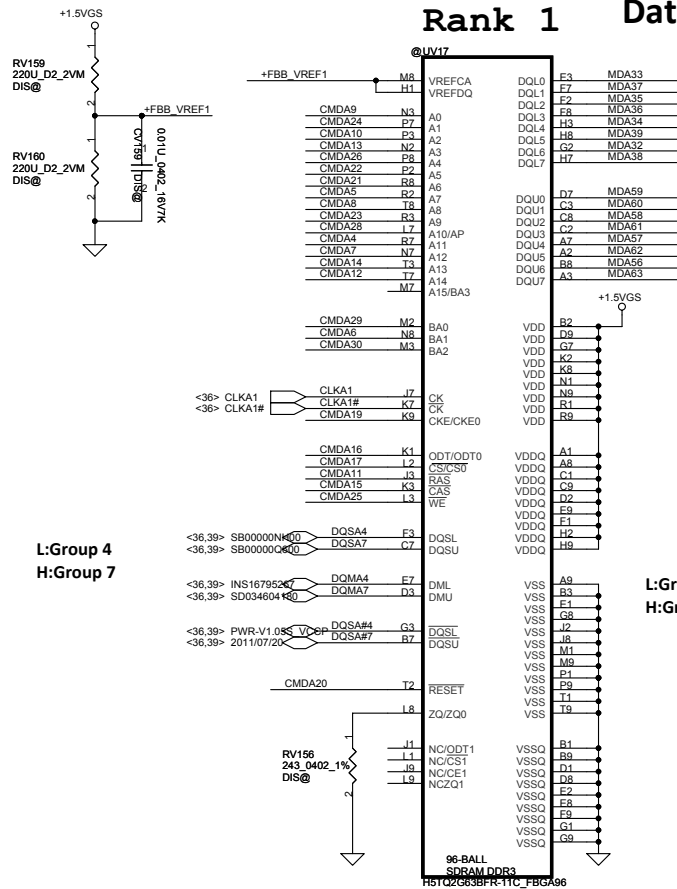 Rank 1
Dat
@UV17
+1.5VGS
1
RV159
220U_D2_2VM
DIS@
2
+FBB_VREF1
1
RV160
220U_D2_2VM
DIS@
2
CV159
DIS@
1
2
0.01U_0402_16V7K
+FBB_VREF1 M8 VREFCA
H1 VREFDQ
CMDA9 N3 A0
CMDA24 P7 A1
CMDA10 P3 A2
CMDA13 N2 A3
CMDA26 P8 A4
CMDA22 P2 A5
CMDA21 R8 A6
CMDA5 R2 A7
CMDA8 T8 A8
CMDA23 R3 A9
CMDA28 L7 A10/AP
CMDA4 R7 A11
CMDA7 N7 A12
CMDA14 T3 A13
CMDA12 T7 A14
M7 A15/BA3
CMDA29 M2 BA0
CMDA6 N8 BA1
CMDA30 M3 BA2
<36> CLKA1 CLKA1 J7 CK
<36> CLKA1# CLKA1# K7 CK
CMDA19 K9 CKE/CKE0
CMDA16 K1 ODT/ODT0
CMDA17 L2 CS/CS0
CMDA11 J3 RAS
CMDA15 K3 CAS
CMDA25 L3 WE
L:Group 4
H:Group 7
<36,39> DQSA4 F3 DQSL
<36,39> DQSA7 C7 DQSU
<36,39> DQMA4 E7 DML
<36,39> SD034604180 DQMA7 D3 DMU
<36,39> PWR-V1.05S_VCCP DQSA#4 G3 DQSL
<36,39> 2011/07/20 DQSA#7 B7 DQSU
CMDA20 T2 RESET
L8 ZQ/ZQ0
1
RV156
243_0402_1%
DIS@
2
J1 NC/ODT1
L1 NC/CS1
J9 NC/CE1
L9 NCZQ1
DQL0 E3 MDA33
DQL1 F7 MDA37
DQL2 F2 MDA35
DQL3 F8 MDA36
DQL4 H3 MDA34
DQL5 H8 MDA39
DQL6 G2 MDA32
DQL7 H7 MDA38
DQU0 D7 MDA59
DQU1 C3 MDA60
DQU2 C8 MDA58
DQU3 C2 MDA61
DQU4 A7 MDA57
DQU5 A2 MDA62
DQU6 B8 MDA56
DQU7 A3 MDA63
+1.5VGS
VDD B2
VDD D9
VDD G7
VDD K2
VDD K8
VDD N1
VDD N9
VDD R1
VDD R9
VDDQ A1
VDDQ A8
VDDQ C1
VDDQ C9
VDDQ D2
VDDQ E9
VDDQ F1
VDDQ H2
VDDQ H9
VSS A9
VSS B3
VSS E1
VSS G8
VSS J2
VSS J8
VSS M1
VSS M9
VSS P1
VSS P9
VSS T1
VSS T9
VSSQ B1
VSSQ B9
VSSQ D1
VSSQ D8
VSSQ E2
VSSQ E8
VSSQ F9
VSSQ G1
VSSQ G9
L:Gr
H:Gr
96-BALL
SDRAM DDR3
H5TQ2G63BFR-11C_FBGA96